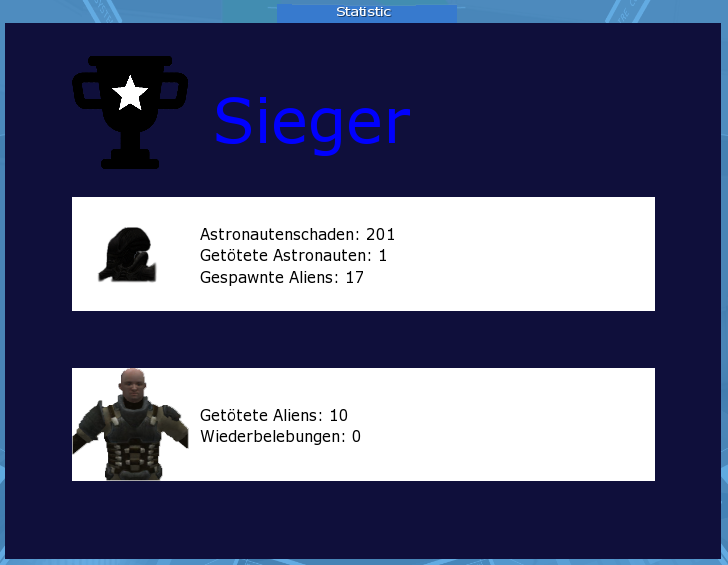 Statistic
Sieger
Astronautenschaden: 201
Getötete Astronauten: 1
Gespawnte Aliens: 17
Getötete Aliens: 10
Wiederbelebungen: 0